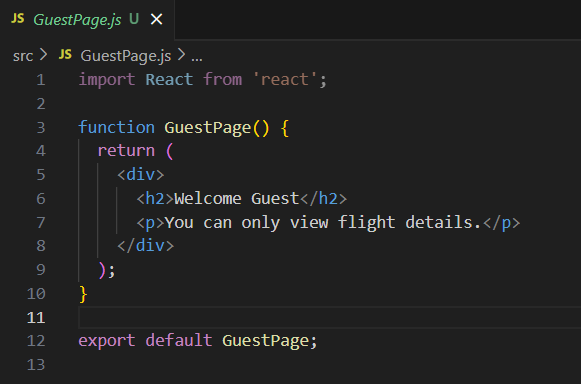 JS GuestPage.js U ×
src > JS GuestPage.js > ...
1 import React from 'react';
2
3 function GuestPage() {
4   return (
5     <div>
6       <h2>Welcome Guest</h2>
7       <p>You can only view flight details.</p>
8     </div>
9   );
10 }
11
12 export default GuestPage;
13